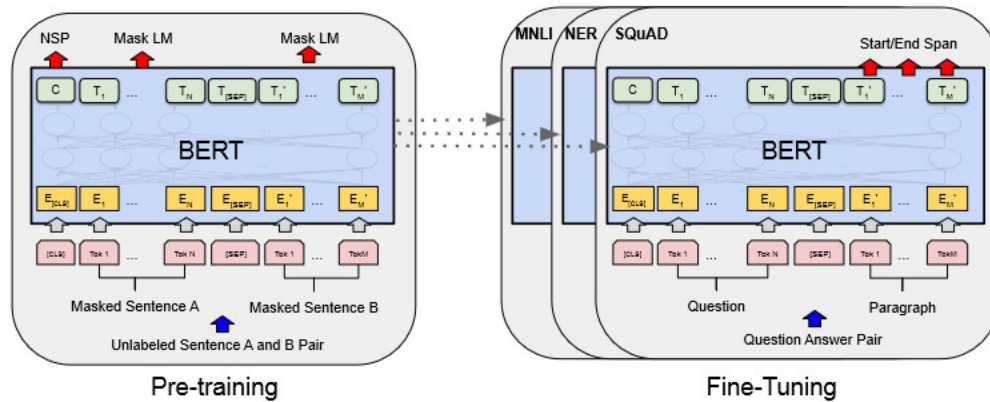 NSP Mask LM Mask LM
C T1 ... TN T[SEP] T1' ... TM'
BERT
E[CLS] E1 ... EN E[SEP] E1' ... EM'
[CLS] Tok 1 ... Tok N [SEP] Tok 1 ... TokM
Masked Sentence A Masked Sentence B
Unlabeled Sentence A and B Pair
Pre-training
MNLI NER SQuAD
Start/End Span
C T1 ... TN T[SEP] T1' ... TM'
BERT
E[CLS] E1 ... EN E[SEP] E1' ... EM'
[CLS] Tok 1 ... Tok N [SEP] Tok 1 ... TokM
Question Paragraph
Question Answer Pair
Fine-Tuning